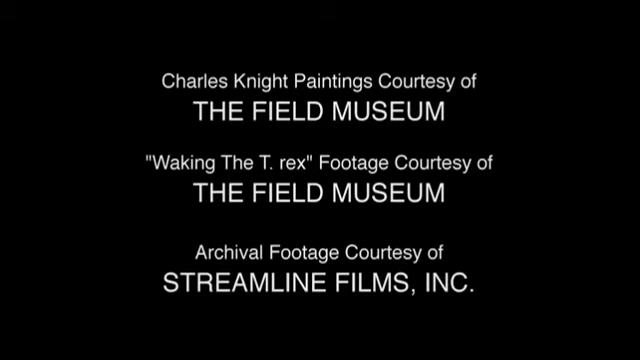 Charles Knight Paintings Courtesy of
THE FIELD MUSEUM
"Waking The T. rex" Footage Courtesy of
THE FIELD MUSEUM
Archival Footage Courtesy of
STREAMLINE FILMS, INC.